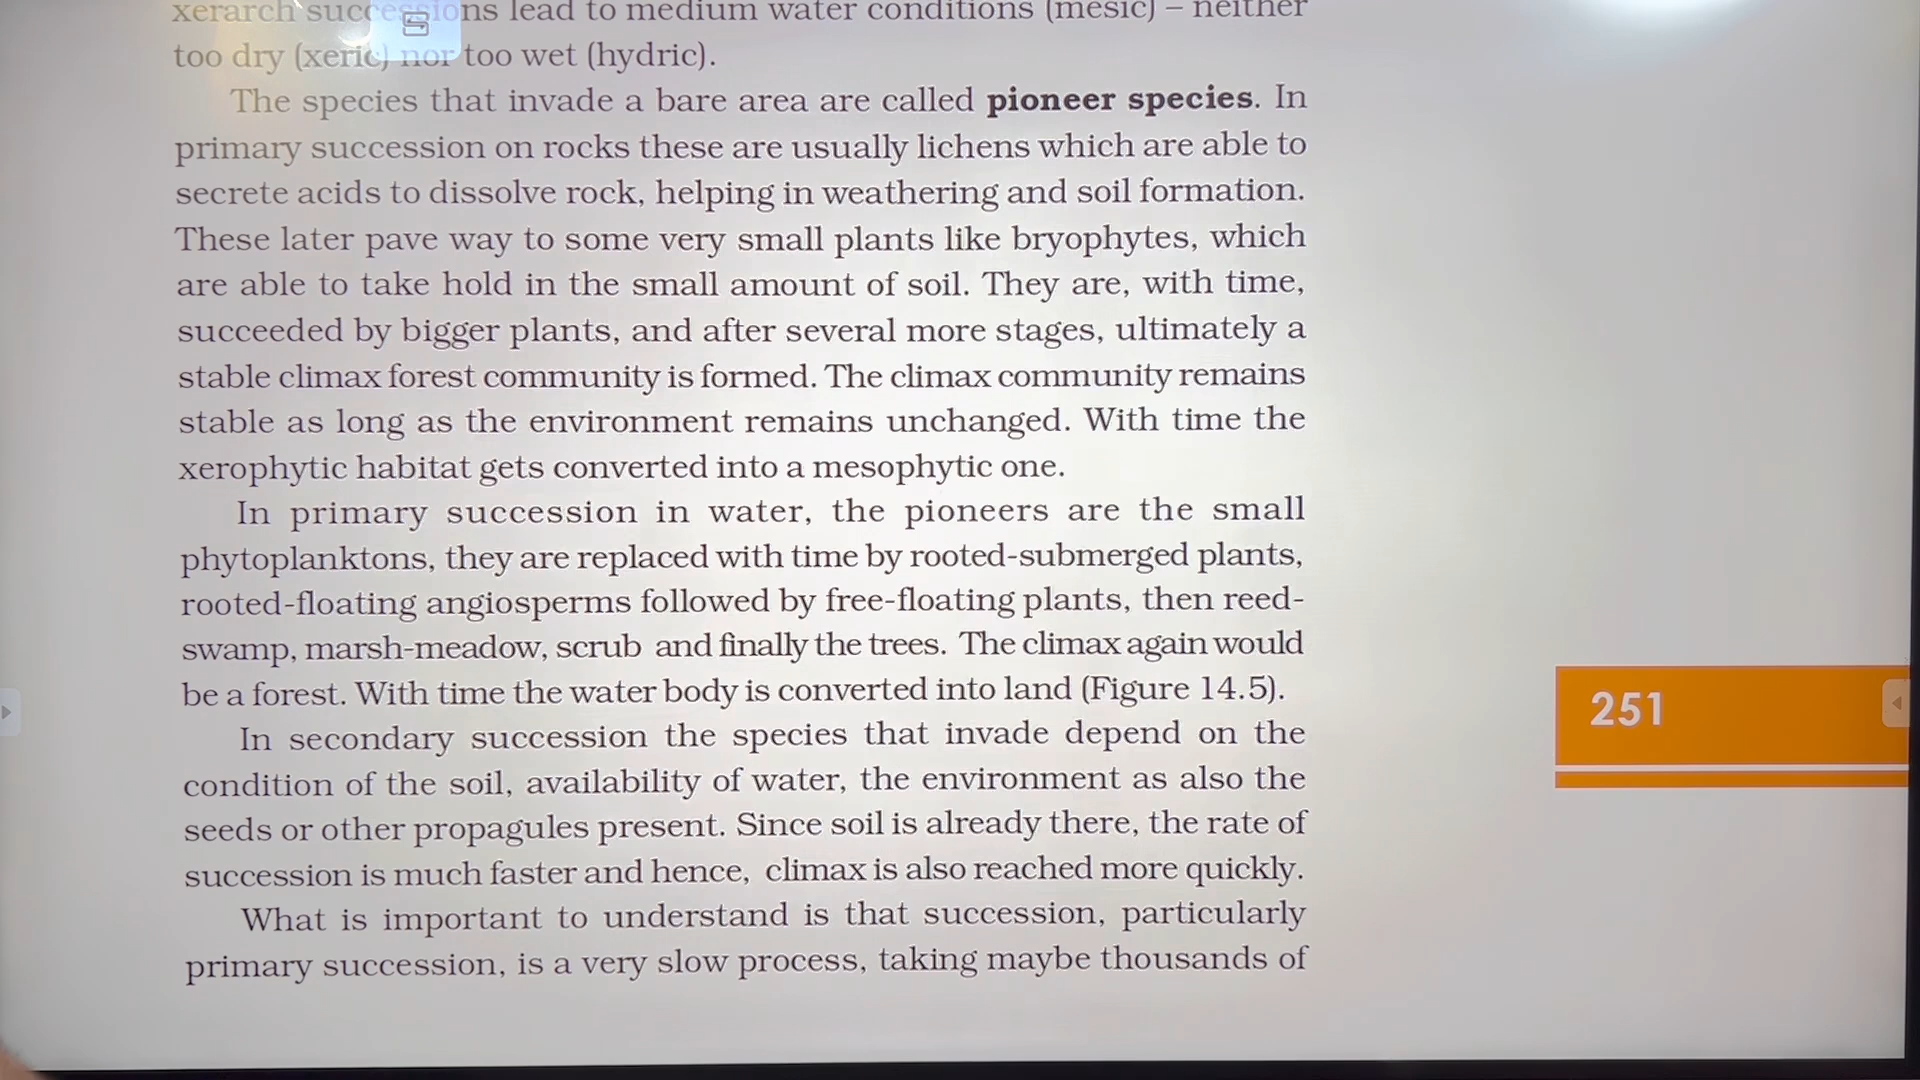 xerarch successions lead to medium water conditions (mesic) – neither
too dry (xeric) nor too wet (hydric).
The species that invade a bare area are called pioneer species. In
primary succession on rocks these are usually lichens which are able to
secrete acids to dissolve rock, helping in weathering and soil formation.
These later pave way to some very small plants like bryophytes, which
are able to take hold in the small amount of soil. They are, with time,
succeeded by bigger plants, and after several more stages, ultimately a
stable climax forest community is formed. The climax community remains
stable as long as the environment remains unchanged. With time the
xerophytic habitat gets converted into a mesophytic one.
In primary succession in water, the pioneers are the small
phytoplanktons, they are replaced with time by rooted-submerged plants,
rooted-floating angiosperms followed by free-floating plants, then reed-
swamp, marsh-meadow, scrub and finally the trees. The climax again would
be a forest. With time the water body is converted into land (Figure 14.5).
In secondary succession the species that invade depend on the
condition of the soil, availability of water, the environment as also the
seeds or other propagules present. Since soil is already there, the rate of
succession is much faster and hence, climax is also reached more quickly.
What is important to understand is that succession, particularly
primary succession, is a very slow process, taking maybe thousands of
251